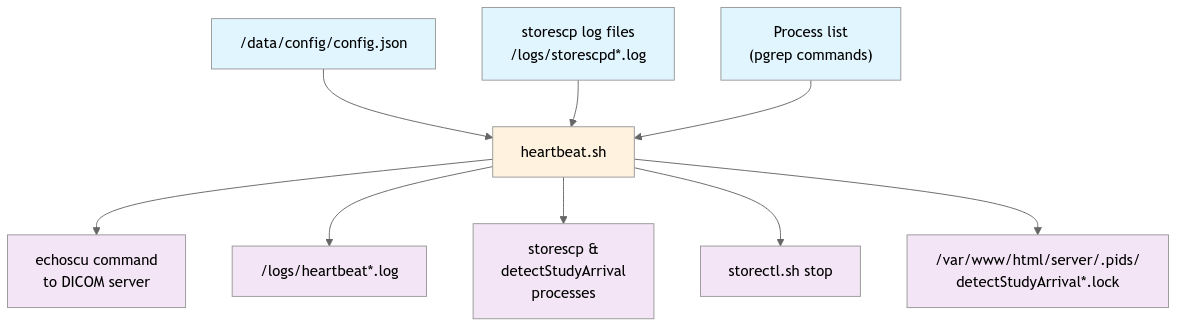 /data/config/config.json
storescp log files
/logs/storescpd*.log
Process list
(pgrep commands)
heartbeat.sh
echoscu command
to DICOM server
/logs/heartbeat*.log
storescp &
detectStudyArrival
processes
storectl.sh stop
/var/www/html/server/.pids/
detectStudyArrival*.lock